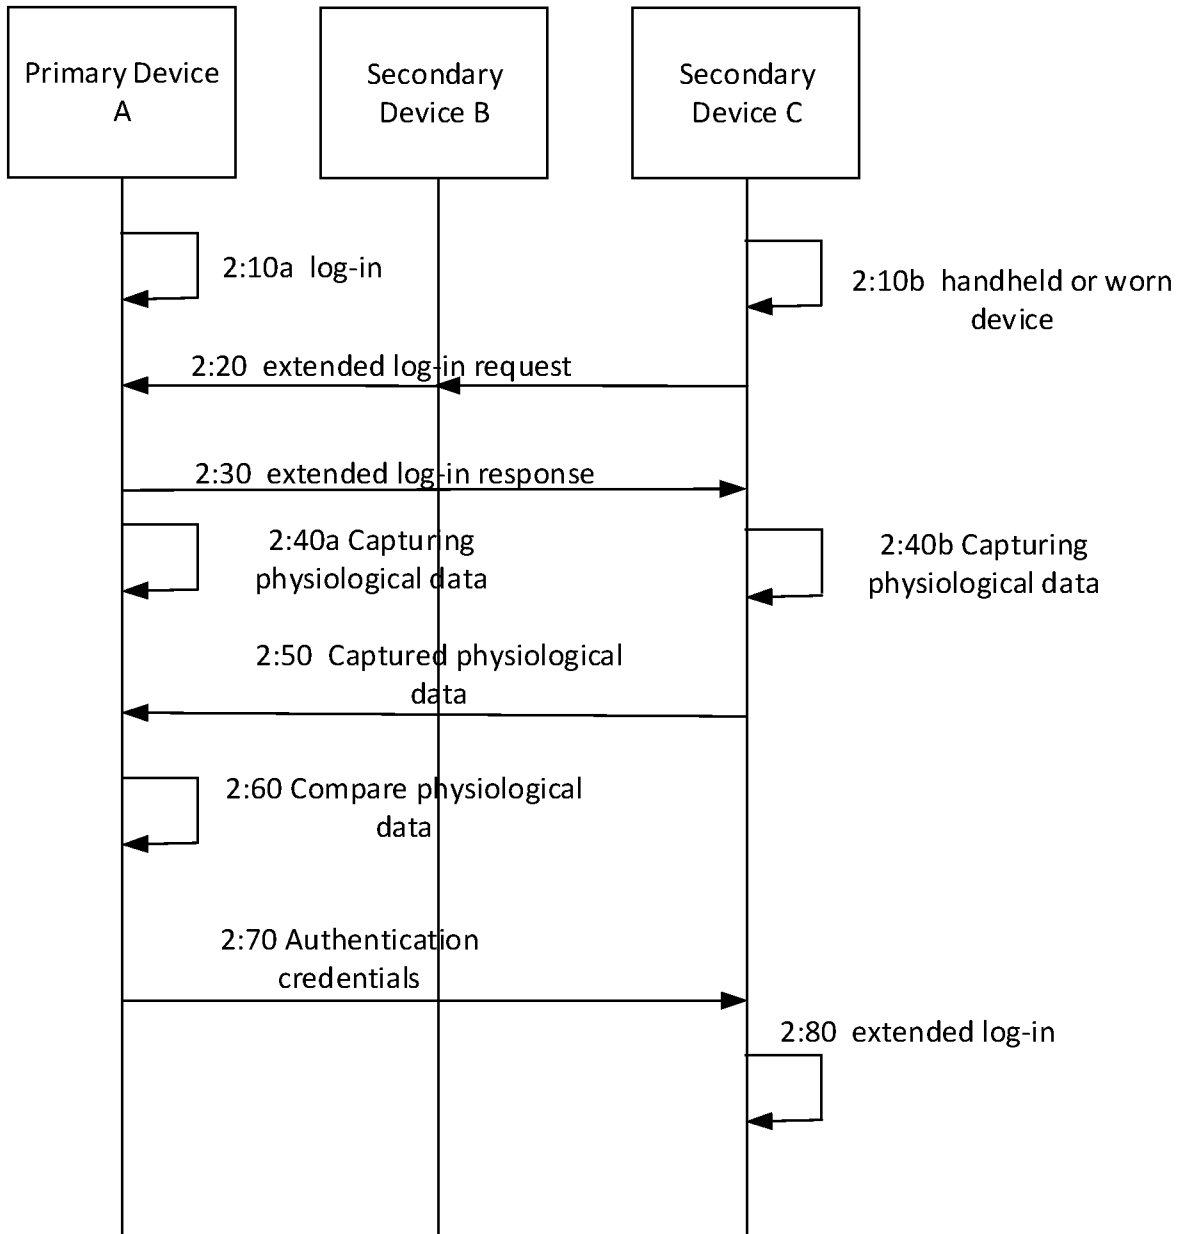 Primary Device
A
Secondary
Device B
Secondary
Device C
2:10a  log-in
2:10b  handheld or worn
device
2:20  extended log-in request
2:30  extended log-in response
2:40a Capturing
physiological data
2:40b Capturing
physiological data
2:50  Captured physiological
data
2:60 Compare physiological
data
2:70 Authentication
credentials
2:80  extended log-in